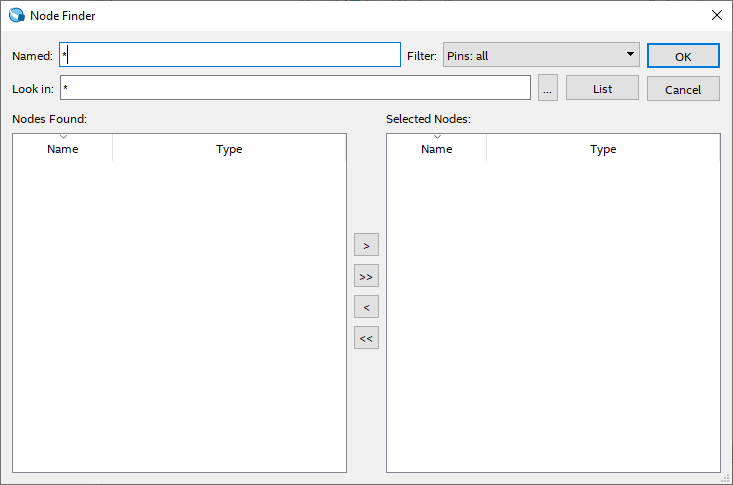 Node Finder
Named: * Filter: Pins: all OK
Look in: * ... List Cancel
Nodes Found: Selected Nodes:
Name Type Name Type
>
>>
<
<<